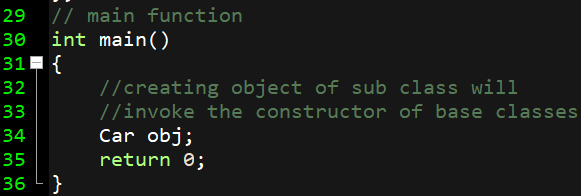 29 // main function
30 int main()
31 {
32 //creating object of sub class will
33 //invoke the constructor of base classes
34 Car obj;
35 return 0;
36 }